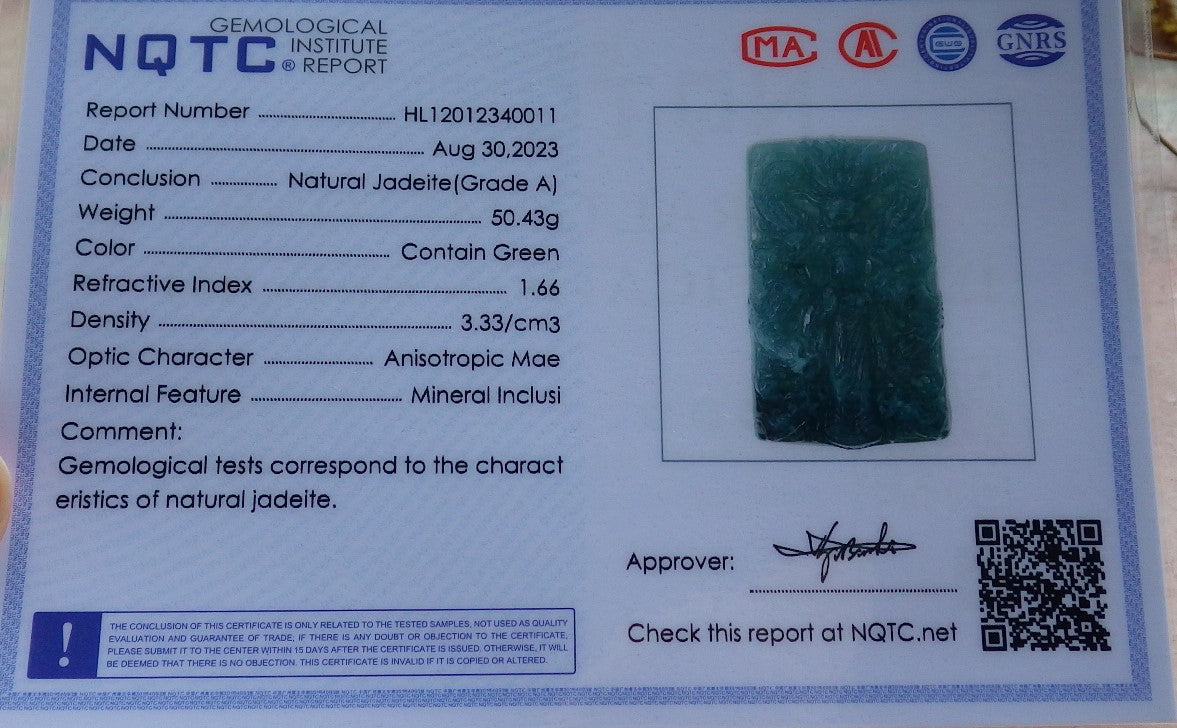 NQTC® GEMOLOGICAL
INSTITUTE
REPORT
MA
GNRS
Report Number HL12012340011
Date Aug 30,2023
Conclusion Natural Jadeite(Grade A)
Weight 50.43g
Color Contain Green
Refractive Index 1.66
Density 3.33/cm3
Optic Character Anisotropic Mae
Internal Feature Mineral Inclusi
Comment:
Gemological tests correspond to the charact
eristics of natural jadeite.
Approver:
Check this report at NQTC.net
!
THE CONCLUSION OF THIS CERTIFICATE IS ONLY RELATED TO THE TESTED SAMPLES, NOT USED AS QUALITY
EVALUATION AND GUARANTEE OF TRADE, IF THERE IS ANY DOUBT OR OBJECTION TO THE CERTIFICATE,
PLEASE SUBMIT IT TO THE CENTER WITHIN 15 DAYS AFTER THE CERTIFICATE IS ISSUED. OTHERWISE, IT WILL
BE DEEMED THAT THERE IS NO OBJECTION. THIS CERTIFICATE IS INVALID IF IT IS COPIED OR ALTERED.